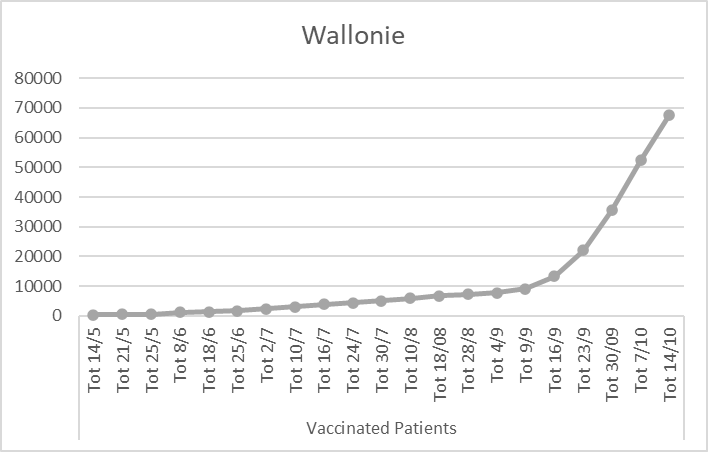 Wallonie
80000
70000
60000
50000
40000
30000
20000
10000
0
Tot 14/5
Tot 21/5
Tot 25/5
Tot 8/6
Tot 18/6
Tot 25/6
Tot 2/7
Tot 10/7
Tot 16/7
Tot 24/7
Tot 30/7
Tot 10/8
Tot 18/08
Tot 28/8
Tot 4/9
Tot 9/9
Tot 16/9
Tot 23/9
Tot 30/09
Tot 7/10
Tot 14/10
Vaccinated Patients